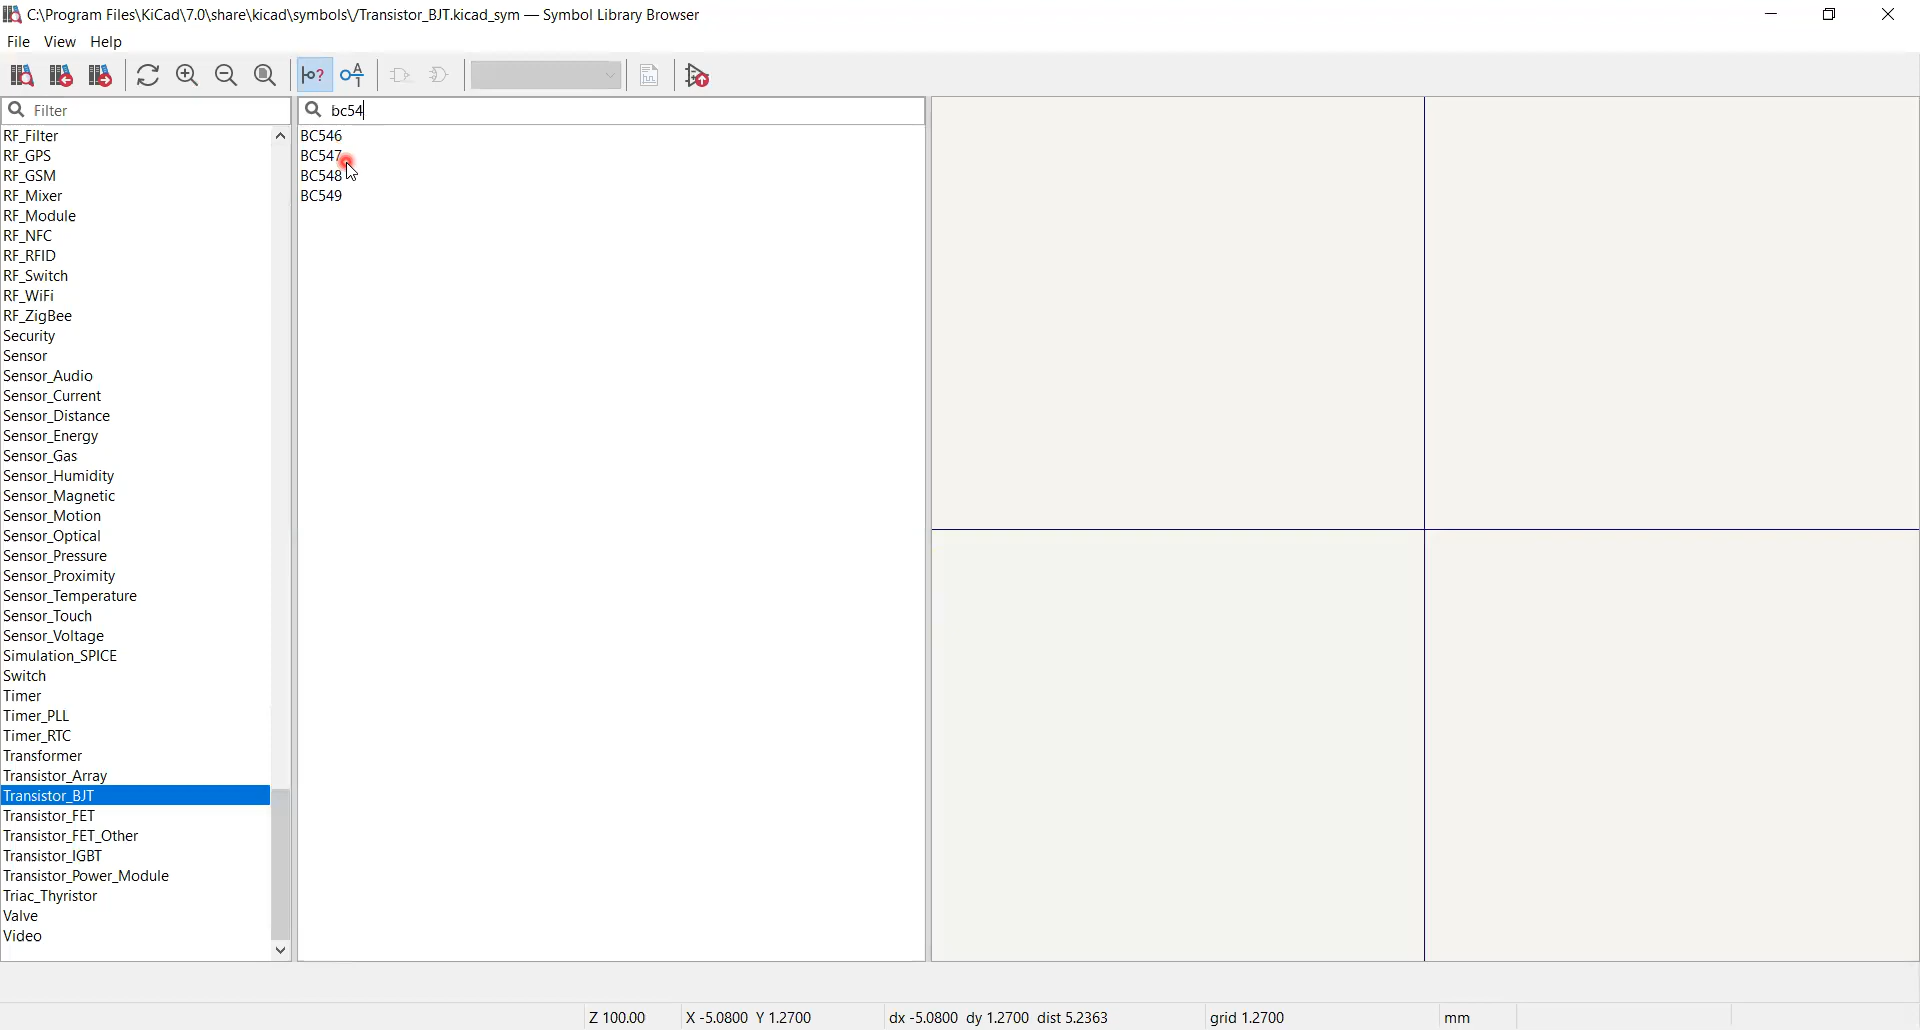 C:\Program Files\KiCad\7.0\share\kicad\symbols\/Transistor_BJT.kicad_sym — Symbol Library Browser
File View Help
Filter
bc54
RF_Filter
RF_GPS
RF_GSM
RF_Mixer
RF_Module
RF_NFC
RF_RFID
RF_Switch
RF_WiFi
RF_ZigBee
Security
Sensor
Sensor_Audio
Sensor_Current
Sensor_Distance
Sensor_Energy
Sensor_Gas
Sensor_Humidity
Sensor_Magnetic
Sensor_Motion
Sensor_Optical
Sensor_Pressure
Sensor_Proximity
Sensor_Temperature
Sensor_Touch
Sensor_Voltage
Simulation_SPICE
Switch
Timer
Timer_PLL
Timer_RTC
Transformer
Transistor_Array
Transistor_BJT
Transistor_FET
Transistor_FET_Other
Transistor_IGBT
Transistor_Power_Module
Triac_Thyristor
Valve
Video
BC546
BC547
BC548
BC549
Z 100.00 X -5.0800 Y 1.2700 dx -5.0800 dy 1.2700 dist 5.2363 grid 1.2700 mm